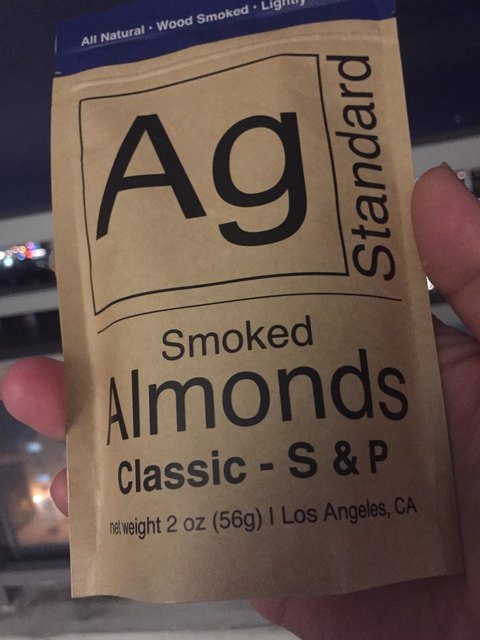 All Natural · Wood Smoked · Lightly
Ag
Standard
Smoked
Almonds
Classic - S & P
net weight 2 oz (56g) | Los Angeles, CA